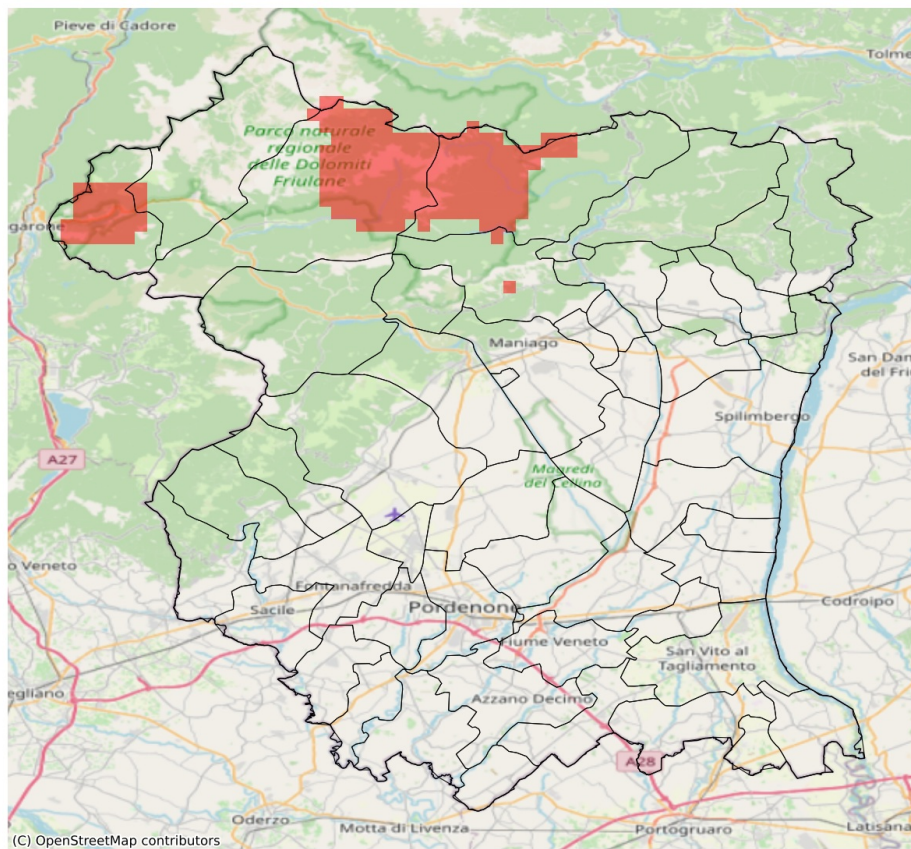 Pieve di Cadore
Tolme
Parco naturale
regionale
delle Dolomiti
Friulane
garone
Maniago
San Dan
del Fri
Spilimbergo
A27
Magredi
del Cellina
o Veneto
Fontanafredda
Sacile
Pordenone
Codroipo
Fiume Veneto
San Vito al
Tagliamento
egliano
Azzano Decimo
A28
Oderzo
Motta di Livenza
Portogruaro
Latisana
(C) OpenStreetMap contributors